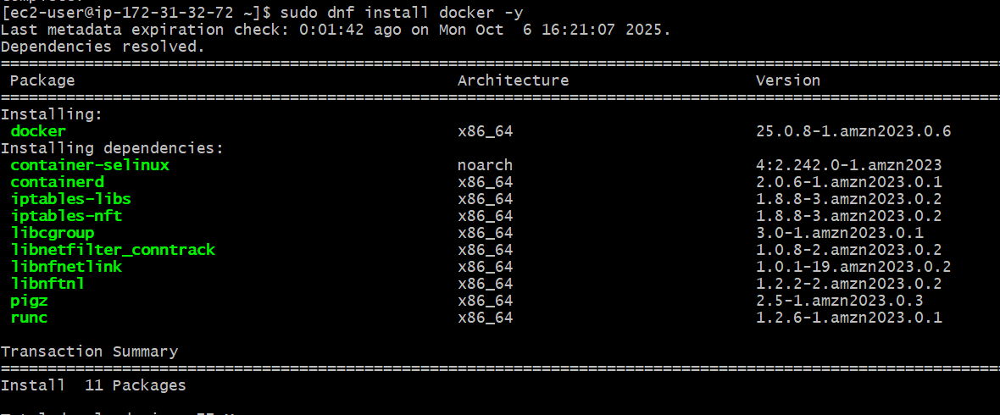 [ec2-user@ip-172-31-32-72 ~]$ sudo dnf install docker -y
Last metadata expiration check: 0:01:42 ago on Mon Oct  6 16:21:07 2025.
Dependencies resolved.
================================================================================
 Package                Architecture                Version
================================================================================
Installing:
 docker                 x86_64                25.0.8-1.amzn2023.0.6
Installing dependencies:
 container-selinux                noarch                4:2.242.0-1.amzn2023
 containerd                x86_64                2.0.6-1.amzn2023.0.1
 iptables-libs                x86_64                1.8.8-3.amzn2023.0.2
 iptables-nft                x86_64                1.8.8-3.amzn2023.0.2
 libcgroup                x86_64                3.0-1.amzn2023.0.1
 libnetfilter_conntrack                x86_64                1.0.8-2.amzn2023.0.2
 libnfnetlink                x86_64                1.0.1-19.amzn2023.0.2
 libnftnl                x86_64                1.2.2-2.amzn2023.0.2
 pigz                x86_64                2.5-1.amzn2023.0.3
 runc                x86_64                1.2.6-1.amzn2023.0.1
Transaction Summary
================================================================================
Install  11 Packages